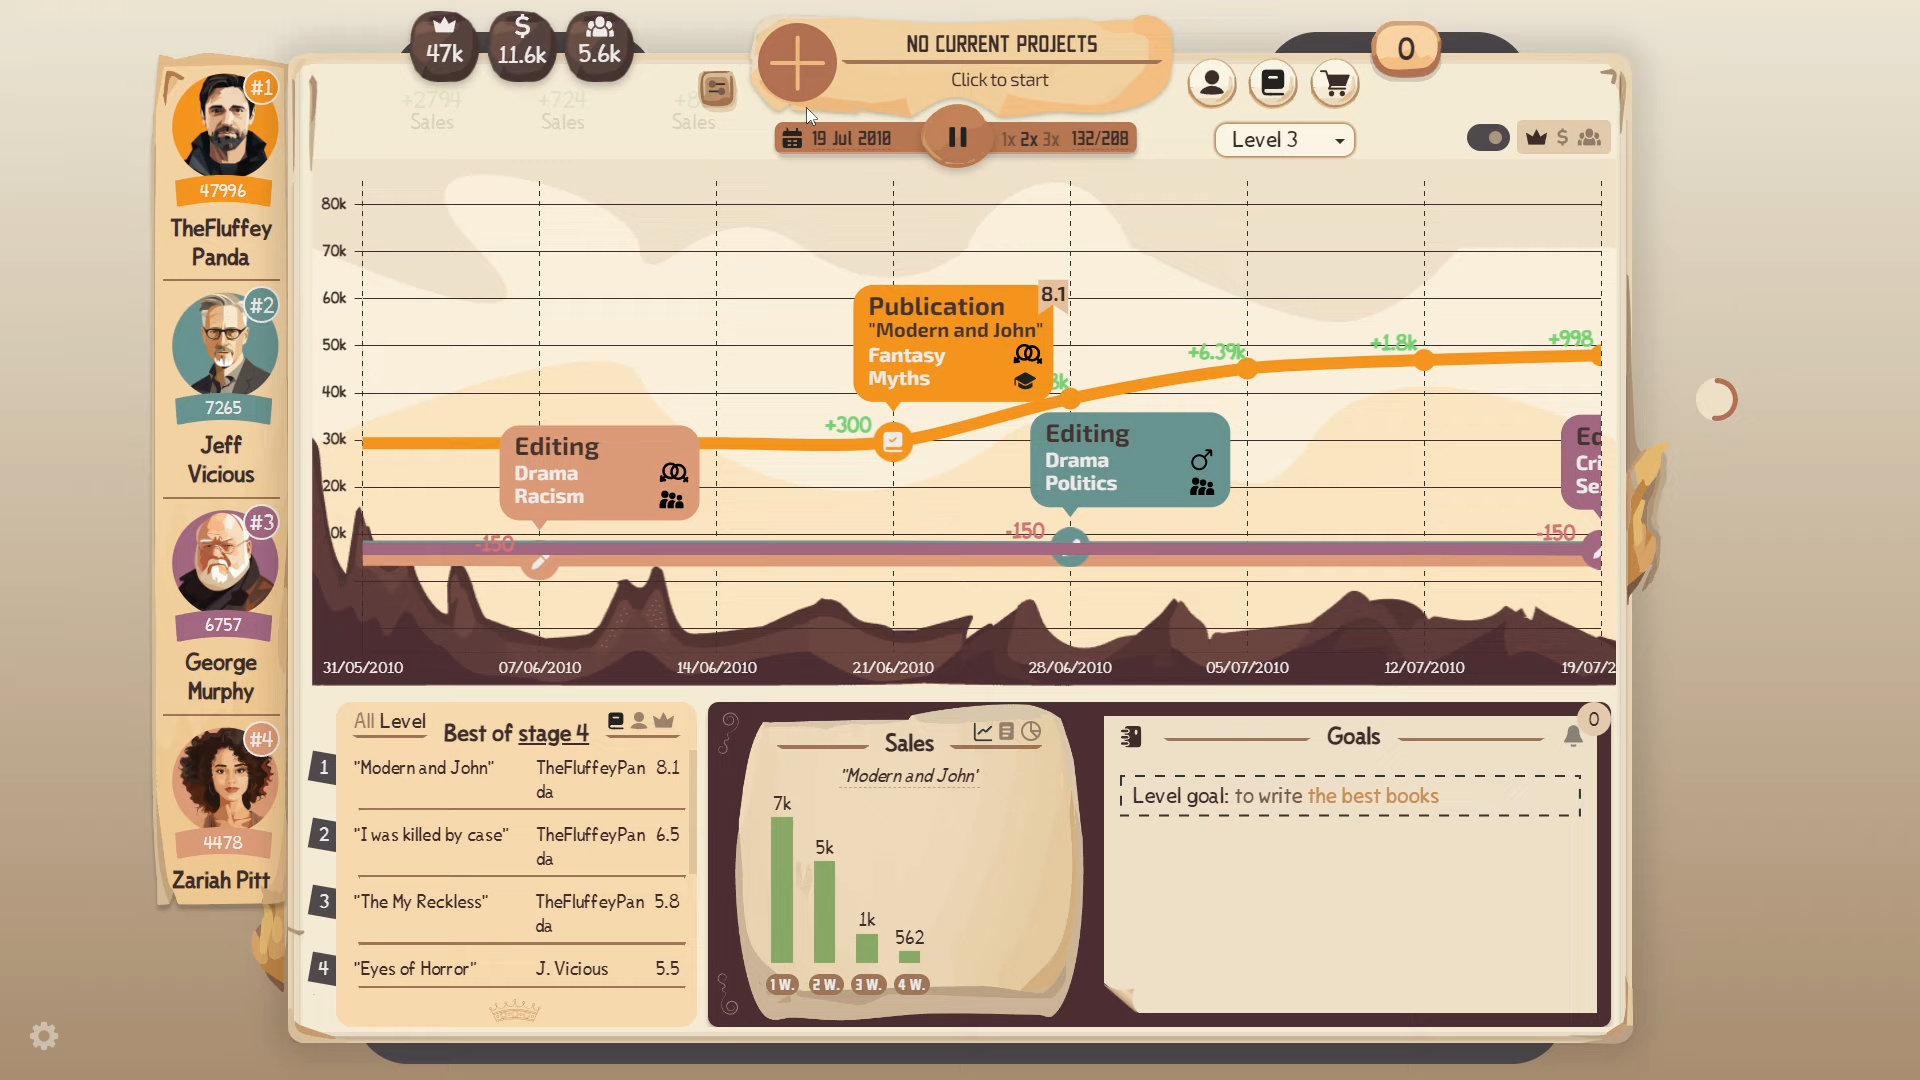 47k
11.6k
5.6k
NO CURRENT PROJECTS
Click to start
0
+2794
Sales
+724
Sales
Sales
19 Jul 2010
1x 2x 3x
132/208
Level 3
#1
47996
TheFluffey
Panda
#2
7265
Jeff
Vicious
#3
6757
George
Murphy
#4
4478
Zariah Pitt
80k
70k
60k
50k
40k
30k
20k
Publication
8.1
"Modern and John"
Fantasy
Myths
+300
+6.39k
+1.8k
+998
Editing
Drama
Racism
-150
Editing
Drama
Politics
-150
-150
31/05/2010
07/06/2010
14/06/2010
21/06/2010
28/06/2010
05/07/2010
12/07/2010
19/07/2
All Level
Best of stage 4
1
"Modern and John"
TheFluffeyPan
da
8.1
2
"I was killed by case"
TheFluffeyPan
da
6.5
3
"The My Reckless"
TheFluffeyPan
da
5.8
4
"Eyes of Horror"
J. Vicious
5.5
Sales
"Modern and John"
7k
5k
1k
562
1 W.
2 W.
3 W.
4 W.
Goals
0
Level goal: to write the best books